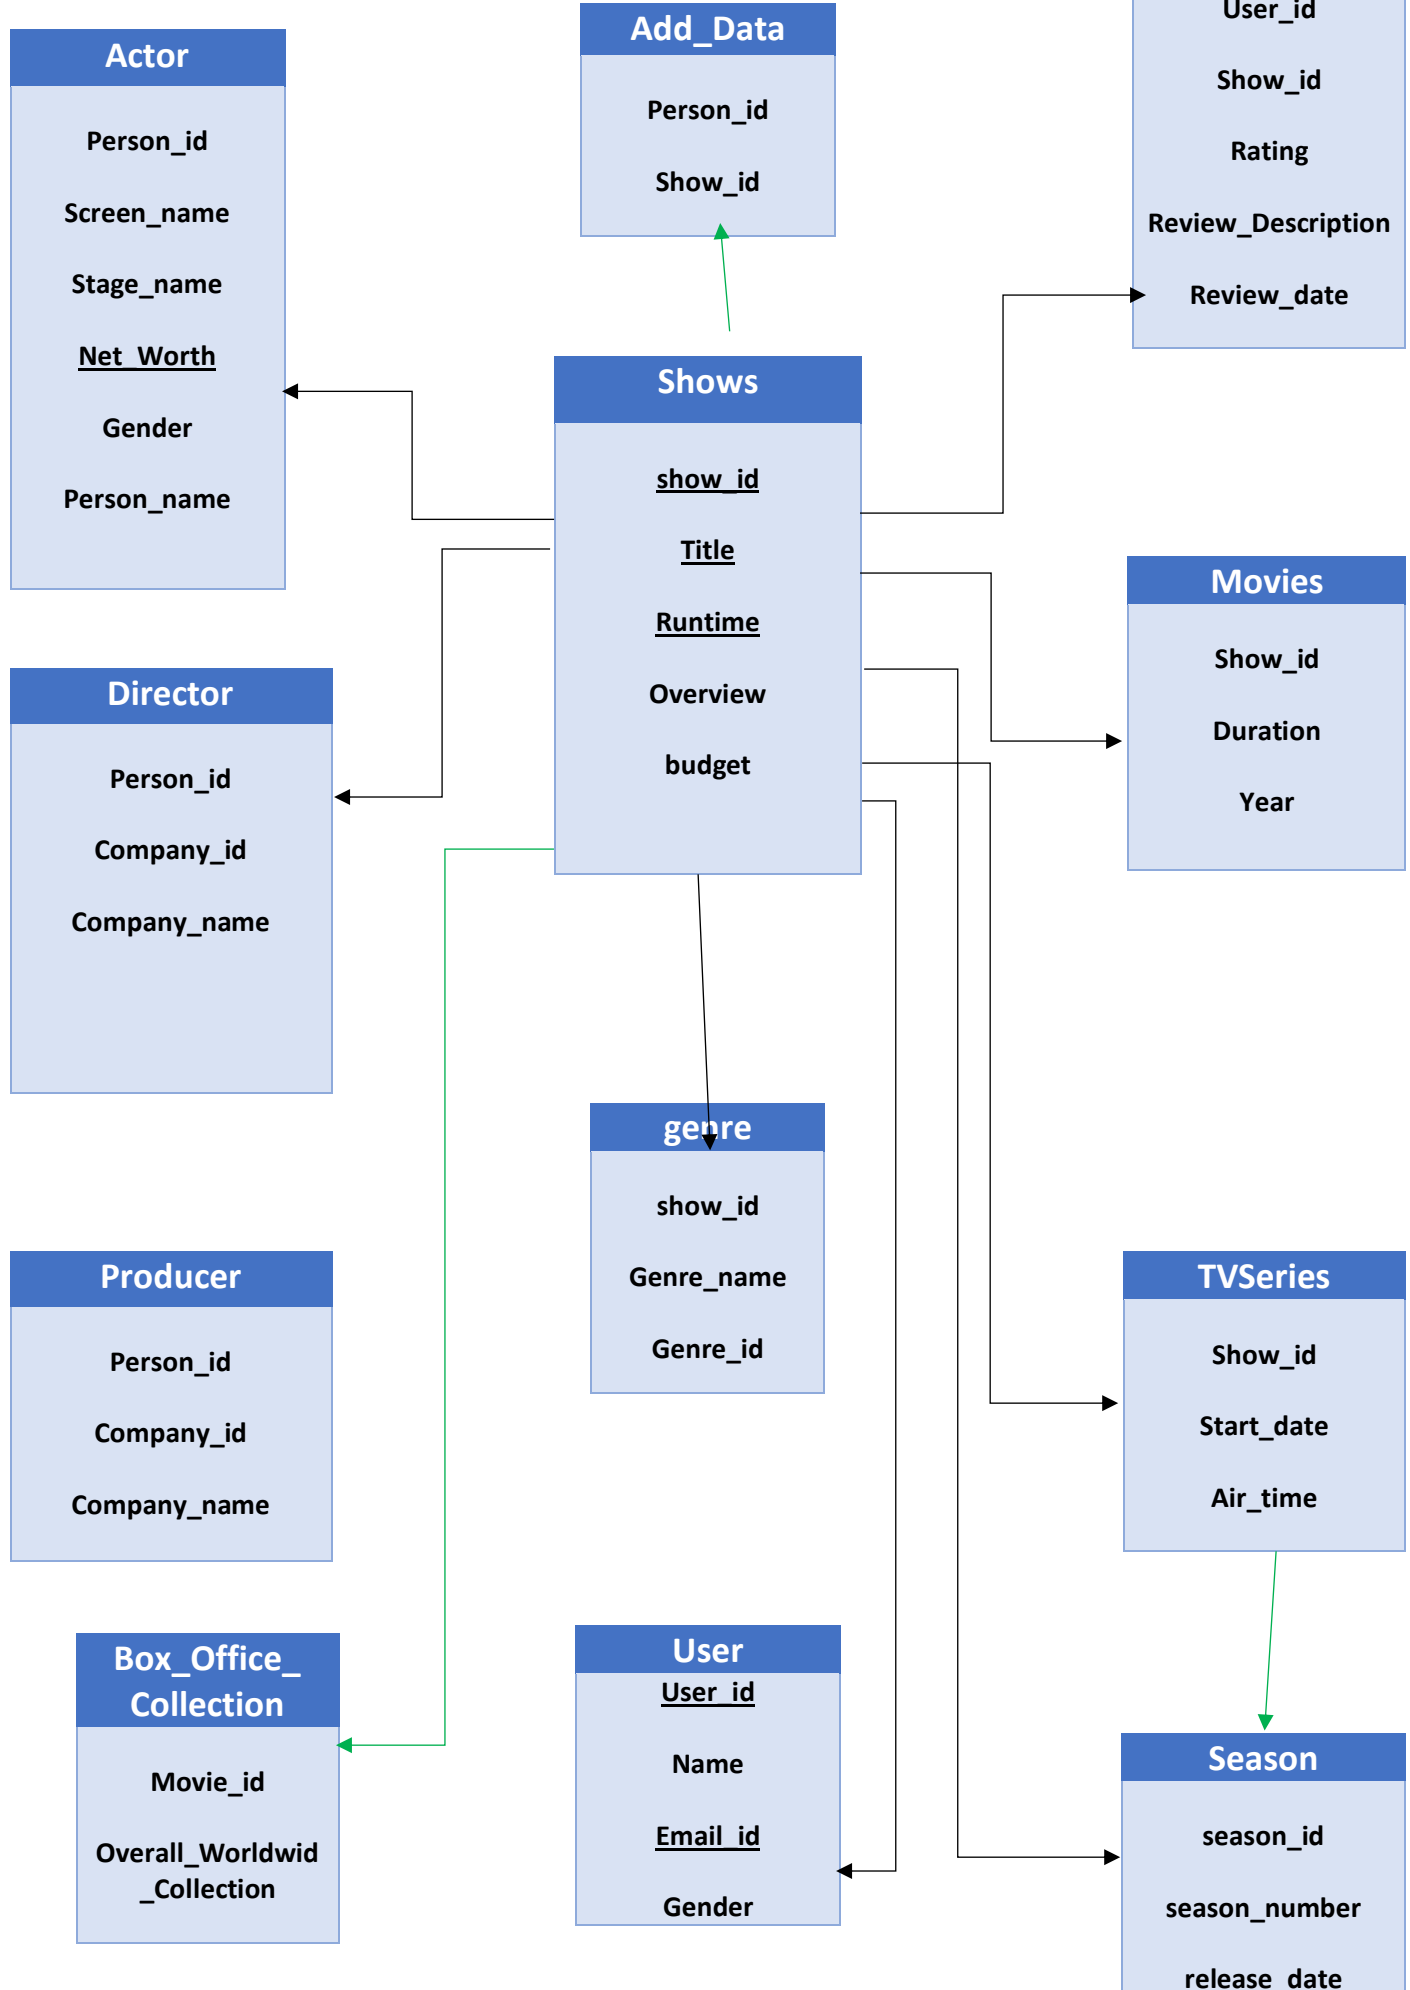 Actor
Person_id
Screen_name
Stage_name
Net_Worth
Gender
Person_name
Add_Data
Person_id
Show_id
User_id
Show_id
Rating
Review_Description
Review_date
Shows
show_id
Title
Runtime
Overview
budget
Movies
Show_id
Duration
Year
Director
Person_id
Company_id
Company_name
genre
show_id
Genre_name
Genre_id
Producer
Person_id
Company_id
Company_name
TVSeries
Show_id
Start_date
Air_time
Box_Office_
Collection
Movie_id
Overall_Worldwid
_Collection
User
User_id
Name
Email_id
Gender
Season
season_id
season_number
release_date